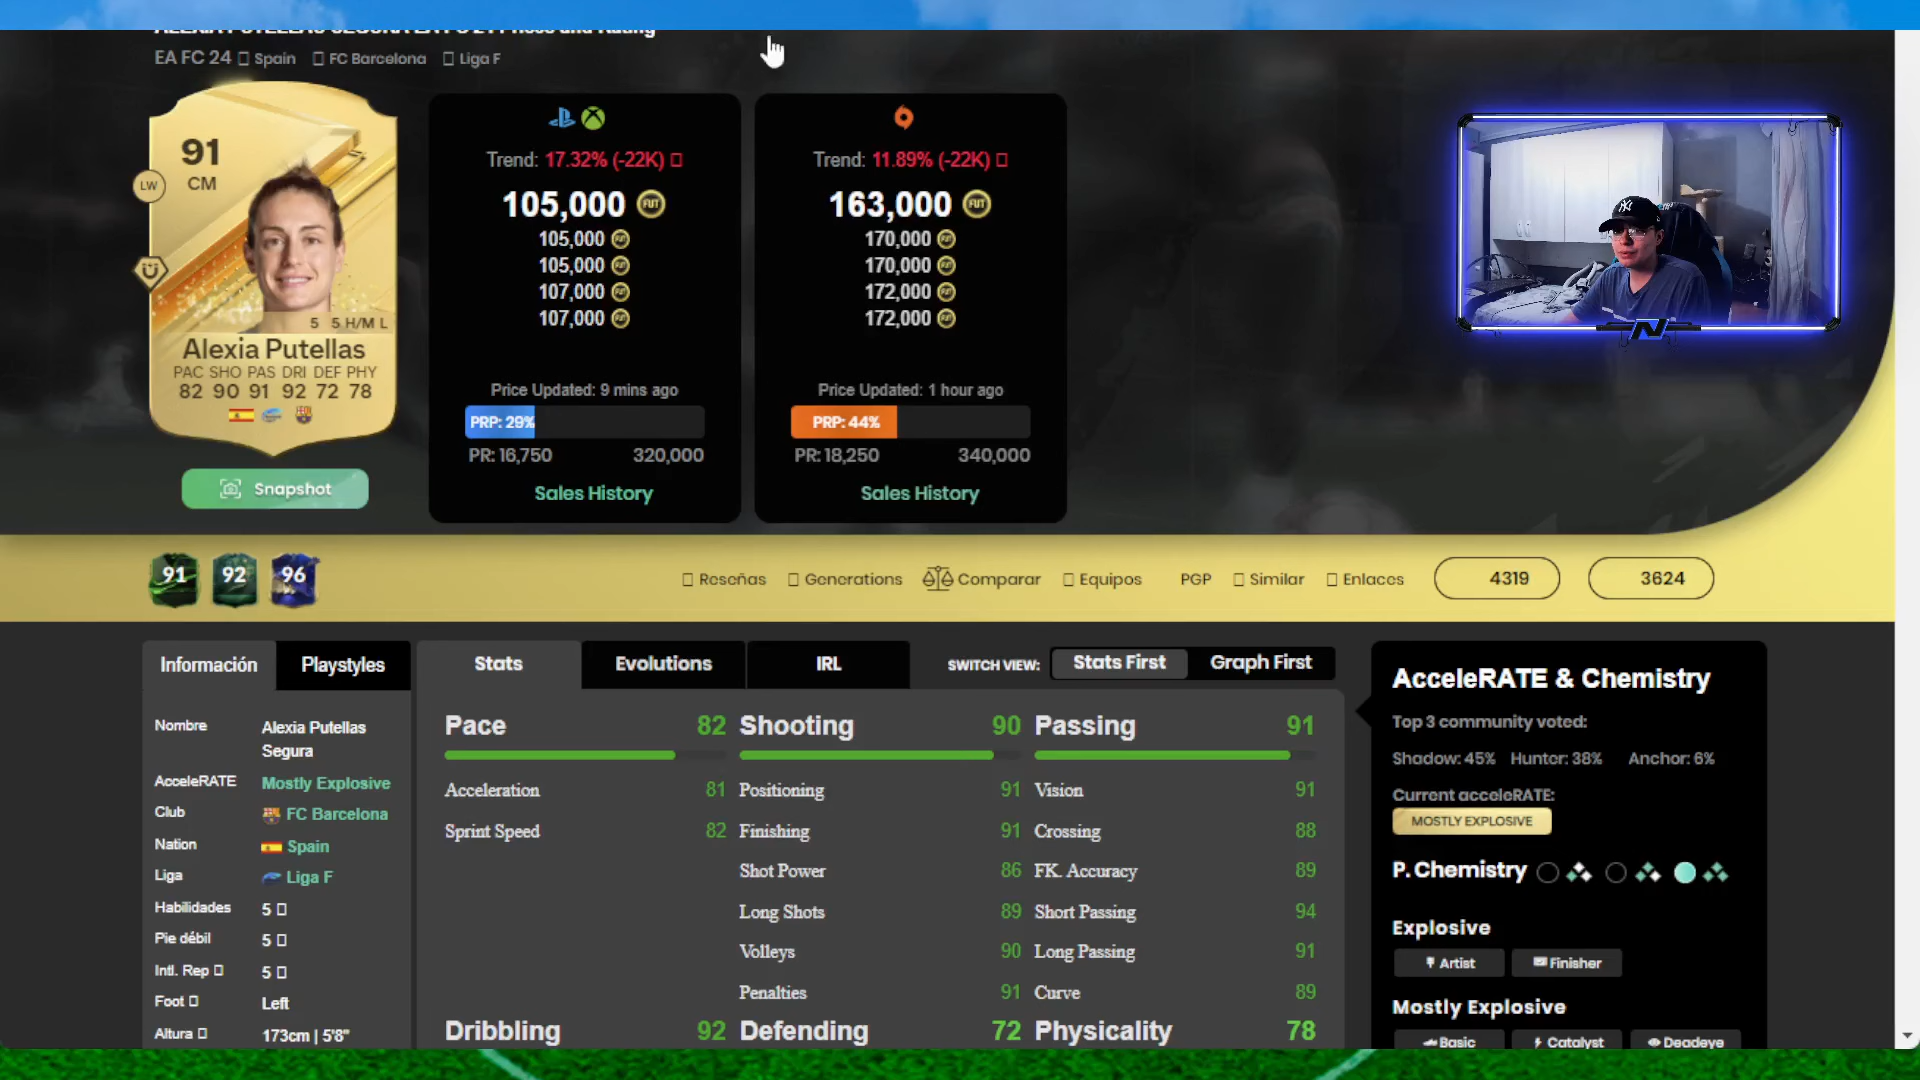 EA FC 24 Spain FC Barcelona Liga F
91
CM
LW
5 5 H/M L
Alexia Putellas
PAC SHO PAS DRI DEF PHY
82 90 91 92 72 78
Snapshot
Trend: 17.32% (-22K)
105,000
105,000
105,000
107,000
107,000
Price Updated: 9 mins ago
PRP: 29%
PR: 16,750 320,000
Sales History
Trend: 11.89% (-22K)
163,000
170,000
170,000
172,000
172,000
Price Updated: 1 hour ago
PRP: 44%
PR: 18,250 340,000
Sales History
91 92 96
Reseñas Generations Comparar Equipos PGP Similar Enlaces 4319 3624
Información Playstyles
Nombre Alexia Putellas
Segura
AcceleRATE Mostly Explosive
Club FC Barcelona
Nation Spain
Liga Liga F
Habilidades 5
Pie débil 5
Intl. Rep 5
Foot Left
Altura 173cm | 5'8"
Stats Evolutions IRL SWITCH VIEW: Stats First Graph First
Pace 82 Shooting 90 Passing 91
Acceleration 81 Positioning 91 Vision 91
Sprint Speed 82 Finishing 91 Crossing 88
Shot Power 86 FK. Accuracy 89
Long Shots 89 Short Passing 94
Volleys 90 Long Passing 91
Penalties 91 Curve 89
Dribbling 92 Defending 72 Physicality 78
AcceleRATE & Chemistry
Top 3 community voted:
Shadow: 45% Hunter: 38% Anchor: 6%
Current acceleRATE:
MOSTLY EXPLOSIVE
P. Chemistry
Explosive
Artist Finisher
Mostly Explosive
Basic Catalyst Deadeye